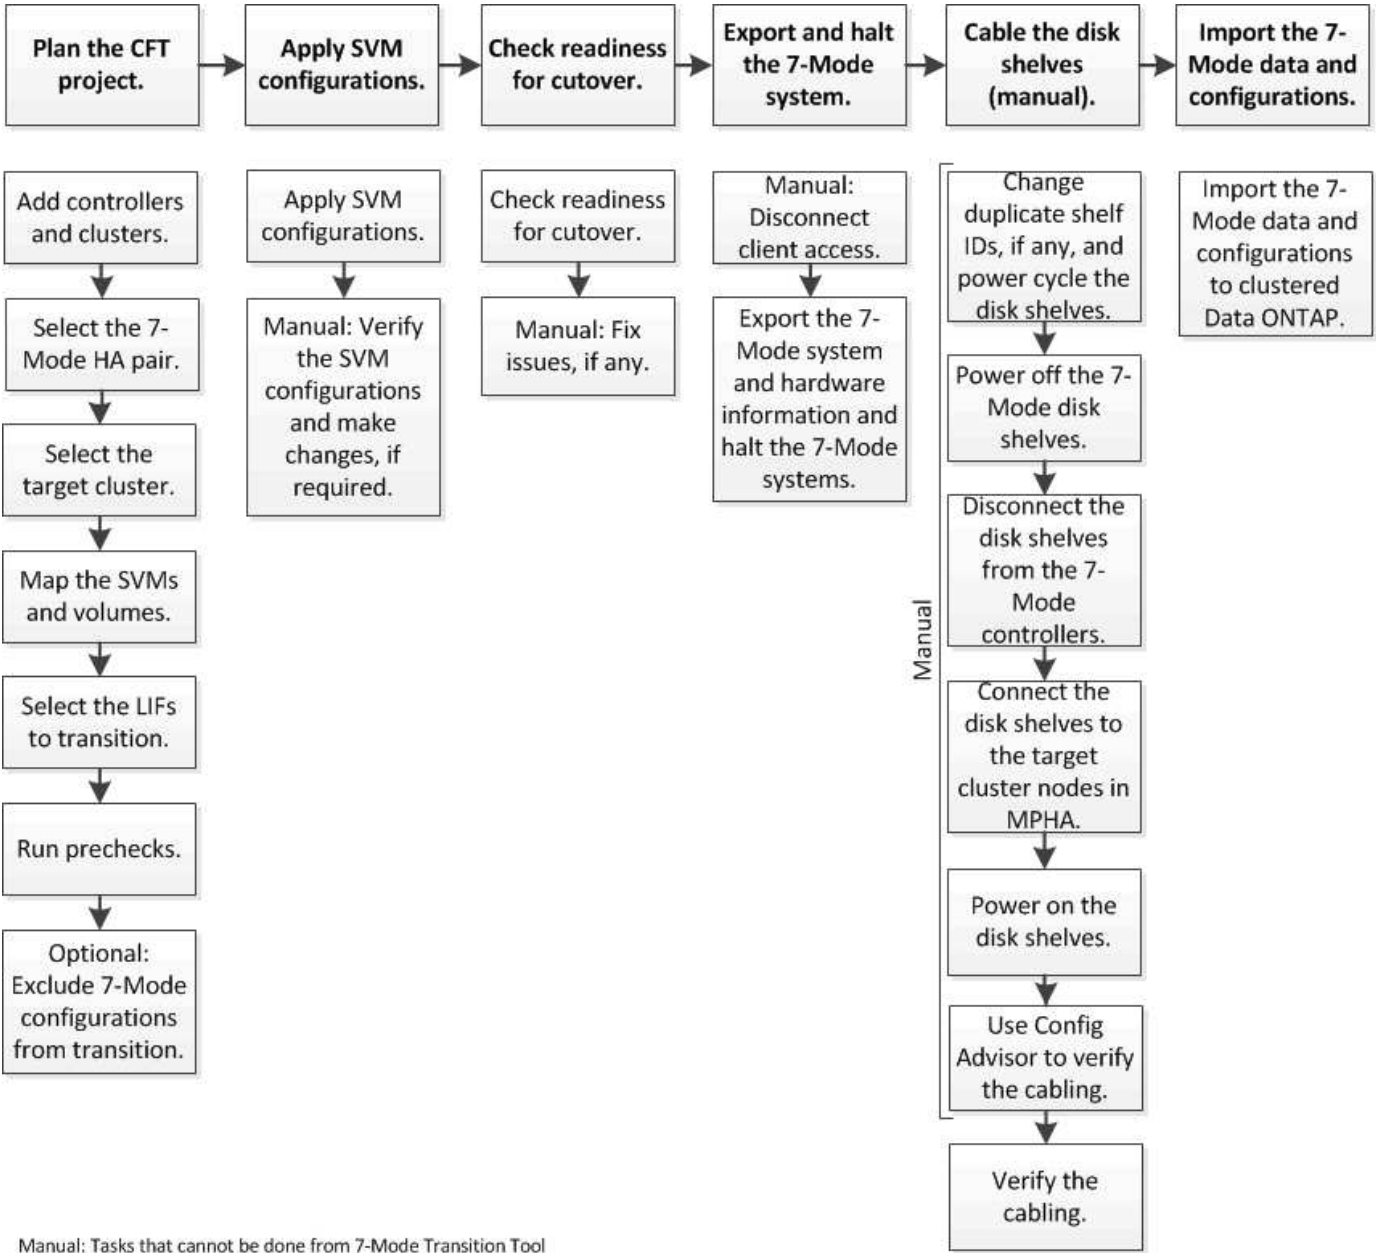 Plan the CFT
project.
Apply SVM
configurations.
Check readiness
for cutover.
Export and halt
the 7-Mode
system.
Cable the disk
shelves
(manual).
Import the 7-
Mode data and
configurations.
Add controllers
and clusters.
Select the 7-
Mode HA pair.
Select the
target cluster.
Map the SVMs
and volumes.
Select the LIFs
to transition.
Run prechecks.
Optional:
Exclude 7-Mode
configurations
from transition.
Apply SVM
configurations.
Manual: Verify
the SVM
configurations
and make
changes, if
required.
Check readiness
for cutover.
Manual: Fix
issues, if any.
Manual:
Disconnect
client access.
Export the 7-
Mode system
and hardware
information and
halt the 7-Mode
systems.
Manual
Change
duplicate shelf
IDs, if any, and
power cycle the
disk shelves.
Power off the 7-
Mode disk
shelves.
Disconnect the
disk shelves
from the 7-
Mode
controllers.
Connect the
disk shelves to
the target
cluster nodes in
MPHA.
Power on the
disk shelves.
Use Config
Advisor to verify
the cabling.
Verify the
cabling.
Import the 7-
Mode data and
configurations
to clustered
Data ONTAP.
Manual: Tasks that cannot be done from 7-Mode Transition Tool